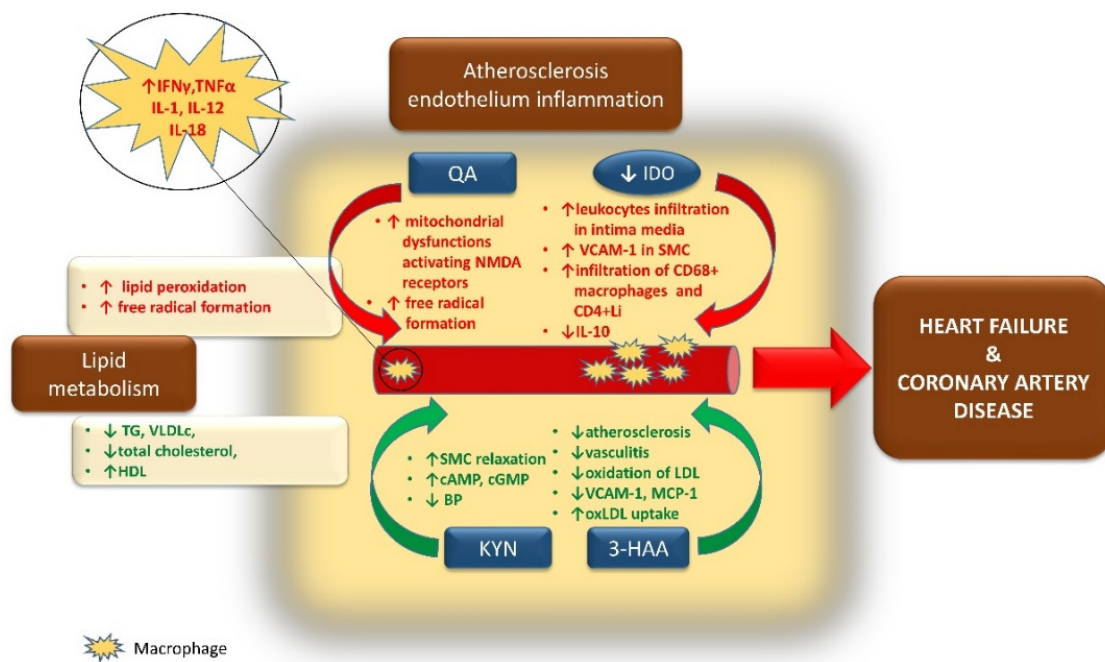 ↑IFNγ,TNFα
IL-1, IL-12
IL-18
Atherosclerosis
endothelium inflammation
QA
↓ IDO
• ↑ mitochondrial
dysfunctions
activating NMDA
receptors
• ↑ free radical
formation
• ↑leukocytes infiltration
in intima media
• ↑ VCAM-1 in SMC
• ↑infiltration of CD68+
macrophages and
CD4+Li
• ↓IL-10
• ↑ lipid peroxidation
• ↑ free radical formation
Lipid
metabolism
• ↓ TG, VLDLc,
• ↓total cholesterol,
• ↑HDL
HEART FAILURE
&
CORONARY ARTERY
DISEASE
• ↑SMC relaxation
• ↑cAMP, cGMP
• ↓ BP
• ↓atherosclerosis
• ↓vasculitis
• ↓oxidation of LDL
• ↓VCAM-1, MCP-1
• ↑oxLDL uptake
KYN
3-HAA
Macrophage